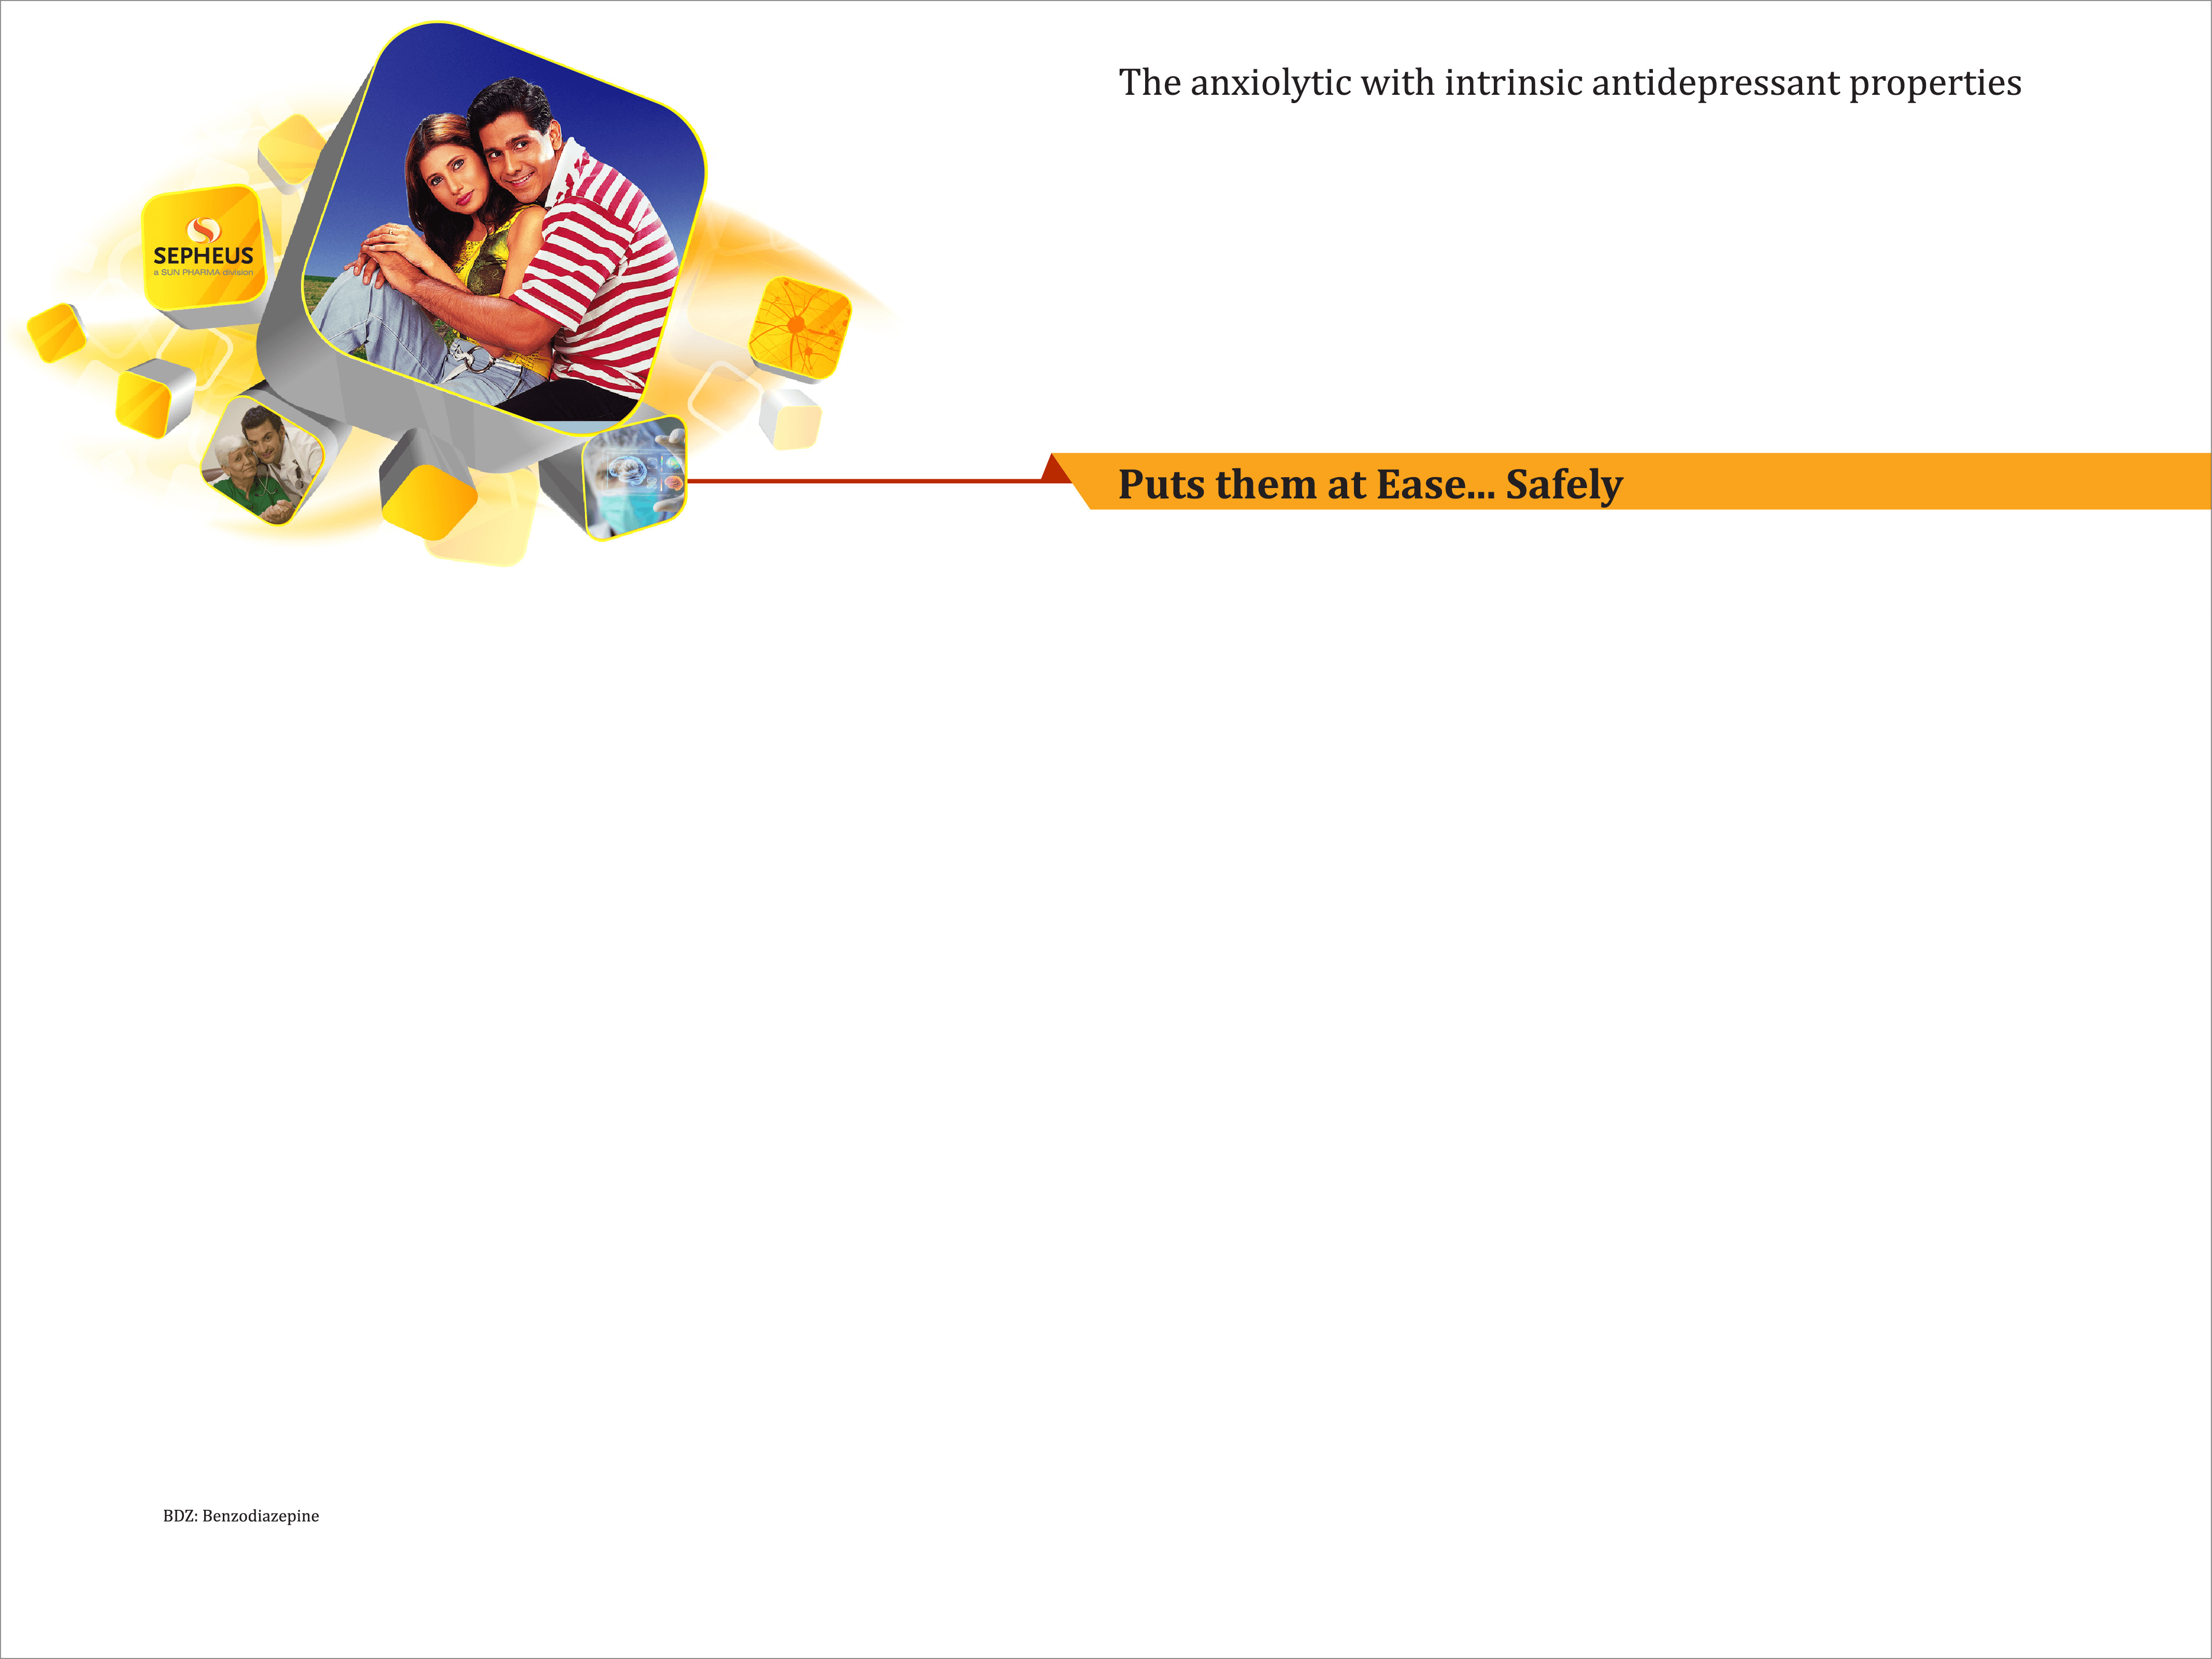 The anxiolytic with intrinsic antidepressant properties
SEPHEUS
a SUN PHARMA division
Puts them at Ease... Safely
BDZ: Benzodiazepine